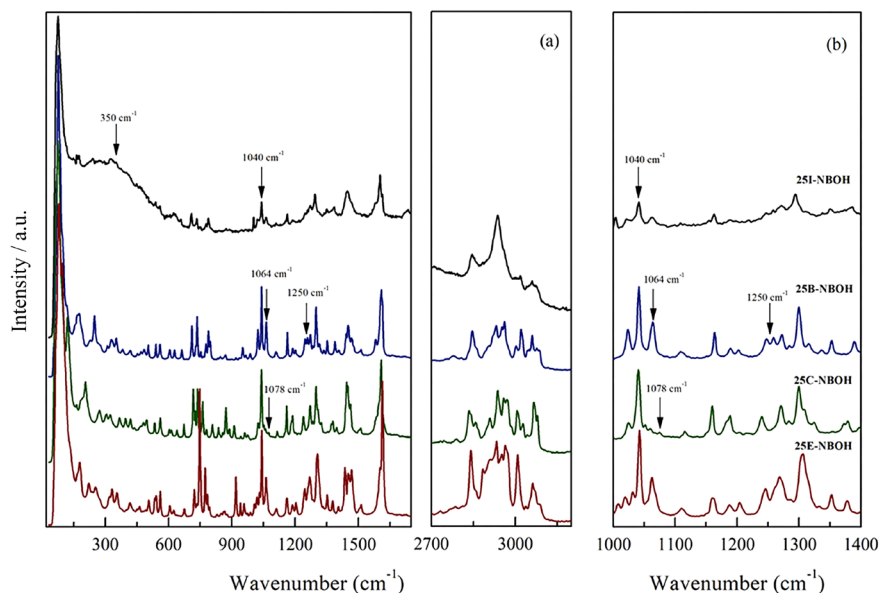 (a)
(b)
350 cm⁻¹
1040 cm⁻¹
1040 cm⁻¹
25I-NBOH
1064 cm⁻¹
1250 cm⁻¹
1064 cm⁻¹
1250 cm⁻¹
25B-NBOH
1078 cm⁻¹
1078 cm⁻¹
25C-NBOH
25E-NBOH
Intensity / a.u.
300 600 900 1200 1500
2700 3000
1000 1100 1200 1300 1400
Wavenumber (cm⁻¹)
Wavenumber (cm⁻¹)